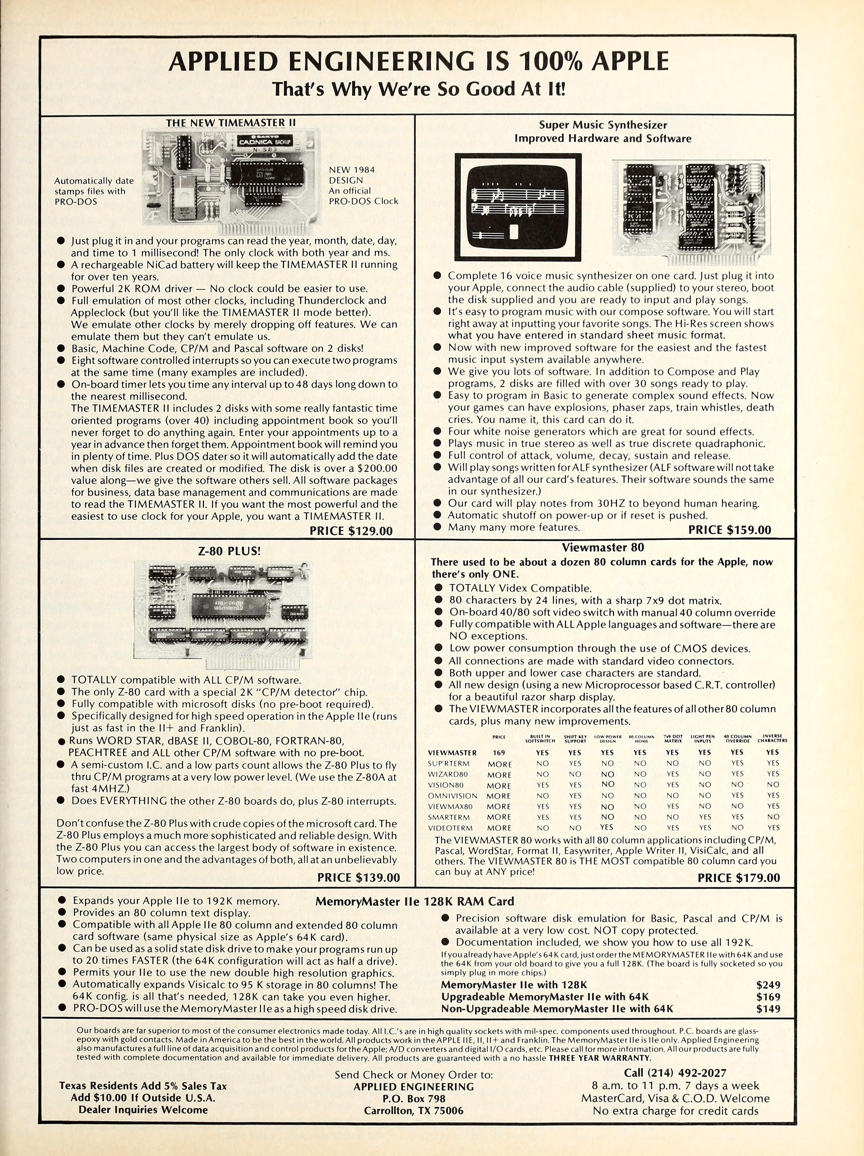 APPLIED ENGINEERING IS 100% APPLE
That's Why We're So Good At It!
THE NEW TIMEMASTER II
Automatically date
stamps files with
PRO-DOS
SANYO
CADNICA BACKUP
N-SB3
NEW 1984
DESIGN
An official
PRO-DOS Clock
● Just plug it in and your programs can read the year, month, date, day,
and time to 1 millisecond! The only clock with both year and ms.
● A rechargeable NiCad battery will keep the TIMEMASTER II running
for over ten years.
● Powerful 2K ROM driver — No clock could be easier to use.
● Full emulation of most other clocks, including Thunderclock and
Appleclock (but you'll like the TIMEMASTER II mode better).
We emulate other clocks by merely dropping off features. We can
emulate them but they can't emulate us.
● Basic, Machine Code, CP/M and Pascal software on 2 disks!
● Eight software controlled interrupts so you can execute two programs
at the same time (many examples are included).
● On-board timer lets you time any interval up to 48 days long down to
the nearest millisecond.
The TIMEMASTER II includes 2 disks with some really fantastic time
oriented programs (over 40) including appointment book so you'll
never forget to do anything again. Enter your appointments up to a
year in advance then forget them. Appointment book will remind you
in plenty of time. Plus DOS dater so it will automatically add the date
when disk files are created or modified. The disk is over a $200.00
value along—we give the software others sell. All software packages
for business, data base management and communications are made
to read the TIMEMASTER II. If you want the most powerful and the
easiest to use clock for your Apple, you want a TIMEMASTER II.
PRICE $129.00
Super Music Synthesizer
Improved Hardware and Software
● Complete 16 voice music synthesizer on one card. Just plug it into
your Apple, connect the audio cable (supplied) to your stereo, boot
the disk supplied and you are ready to input and play songs.
● It's easy to program music with our compose software. You will start
right away at inputting your favorite songs. The Hi-Res screen shows
what you have entered in standard sheet music format.
● Now with new improved software for the easiest and the fastest
music input system available anywhere.
● We give you lots of software. In addition to Compose and Play
programs, 2 disks are filled with over 30 songs ready to play.
● Easy to program in Basic to generate complex sound effects. Now
your games can have explosions, phaser zaps, train whistles, death
cries. You name it, this card can do it.
● Four white noise generators which are great for sound effects.
● Plays music in true stereo as well as true discrete quadraphonic.
● Full control of attack, volume, decay, sustain and release.
● Will play songs written for ALF synthesizer (ALF software will not take
advantage of all our card's features. Their software sounds the same
in our synthesizer.)
● Our card will play notes from 30HZ to beyond human hearing.
● Automatic shutoff on power-up or if reset is pushed.
● Many many more features.
PRICE $159.00
Z-80 PLUS!
● TOTALLY compatible with ALL CP/M software.
● The only Z-80 card with a special 2K "CP/M detector" chip.
● Fully compatible with microsoft disks (no pre-boot required).
● Specifically designed for high speed operation in the Apple IIe (runs
just as fast in the II+ and Franklin).
● Runs WORD STAR, dBASE II, COBOL-80, FORTRAN-80,
PEACHTREE and ALL other CP/M software with no pre-boot.
● A semi-custom I.C. and a low parts count allows the Z-80 Plus to fly
thru CP/M programs at a very low power level. (We use the Z-80A at
fast 4MHZ.)
● Does EVERYTHING the other Z-80 boards do, plus Z-80 interrupts.
Don't confuse the Z-80 Plus with crude copies of the microsoft card. The
Z-80 Plus employs a much more sophisticated and reliable design. With
the Z-80 Plus you can access the largest body of software in existence.
Two computers in one and the advantages of both, all at an unbelievably
low price.
PRICE $139.00
Viewmaster 80
There used to be about a dozen 80 column cards for the Apple, now
there's only ONE.
● TOTALLY Videx Compatible.
● 80 characters by 24 lines, with a sharp 7x9 dot matrix.
● On-board 40/80 soft video switch with manual 40 column override
● Fully compatible with ALL Apple languages and software—there are
NO exceptions.
● Low power consumption through the use of CMOS devices.
● All connections are made with standard video connectors.
● Both upper and lower case characters are standard.
● All new design (using a new Microprocessor based C.R.T. controller)
for a beautiful razor sharp display.
● The VIEWMASTER incorporates all the features of all other 80 column
cards, plus many new improvements.
PRICE BUILT IN SOFTSWITCH SHIFT KEY SUPPORT LOW POWER DESIGN 80 COLUMN HOME 7x9 DOT MATRIX LIGHT PEN INPUTS 40 COLUMN OVERRIDE INVERSE CHARACTERS
VIEWMASTER 169 YES YES YES YES YES YES YES YES
SUPRTERM MORE NO YES NO NO NO NO YES YES
WIZARD80 MORE NO NO NO NO YES NO YES YES
VISION80 MORE YES YES NO NO YES NO NO NO
OMNIVISION MORE NO YES NO NO NO NO YES YES
VIEWMAX80 MORE YES YES NO NO YES NO NO YES
SMARTERM MORE YES YES NO NO NO YES YES NO
VIDEOTERM MORE NO NO YES NO YES YES NO YES
The VIEWMASTER 80 works with all 80 column applications including CP/M,
Pascal, WordStar, Format II, Easywriter, Apple Writer II, VisiCalc, and all
others. The VIEWMASTER 80 is THE MOST compatible 80 column card you
can buy at ANY price!
PRICE $179.00
MemoryMaster IIe 128K RAM Card
● Expands your Apple IIe to 192K memory.
● Provides an 80 column text display.
● Compatible with all Apple IIe 80 column and extended 80 column
card software (same physical size as Apple's 64K card).
● Can be used as a solid state disk drive to make your programs run up
to 20 times FASTER (the 64K configuration will act as half a drive).
● Permits your IIe to use the new double high resolution graphics.
● Automatically expands Visicalc to 95 K storage in 80 columns! The
64K config. is all that's needed, 128K can take you even higher.
● PRO-DOS will use the MemoryMaster IIe as a high speed disk drive.
● Precision software disk emulation for Basic, Pascal and CP/M is
available at a very low cost. NOT copy protected.
● Documentation included, we show you how to use all 192K.
If you already have Apple's 64K card, just order the MEMORYMASTER IIe with 64K and use
the 64K from your old board to give you a full 128K. (The board is fully socketed so you
simply plug in more chips.)
MemoryMaster IIe with 128K $249
Upgradeable MemoryMaster IIe with 64K $169
Non-Upgradeable MemoryMaster IIe with 64K $149
Our boards are far superior to most of the consumer electronics made today. All I.C.'s are in high quality sockets with mil-spec. components used throughout. P.C. boards are glass-
epoxy with gold contacts. Made in America to be the best in the world. All products work in the APPLE IIE, II, II+ and Franklin. The MemoryMaster IIe is IIe only. Applied Engineering
also manufactures a full line of data acquisition and control products for the Apple; A/D converters and digital I/O cards, etc. Please call for more information. All our products are fully
tested with complete documentation and available for immediate delivery. All products are guaranteed with a no hassle THREE YEAR WARRANTY.
Texas Residents Add 5% Sales Tax
Add $10.00 If Outside U.S.A.
Dealer Inquiries Welcome
Send Check or Money Order to:
APPLIED ENGINEERING
P.O. Box 798
Carrollton, TX 75006
Call (214) 492-2027
8 a.m. to 11 p.m. 7 days a week
MasterCard, Visa & C.O.D. Welcome
No extra charge for credit cards